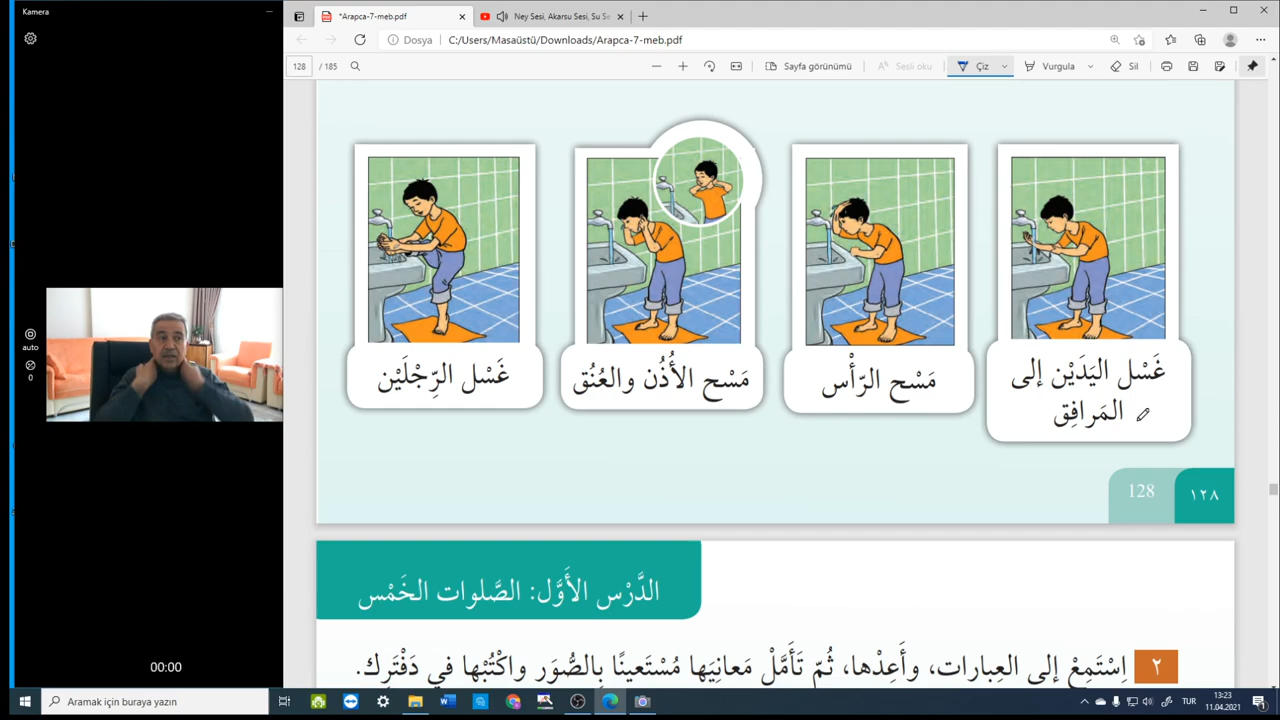 Kamera
*Arapca-7-meb.pdf
Ney Sesi, Akarsu Sesi, Su Se
Dosya
C:/Users/Masaüstü/Downloads/Arapca-7-meb.pdf
128
/ 185
Sayfa görünümü
Sesli oku
Çiz
Vurgula
Sil
غَسْل اليَدَيْن إلى
المَرافِق
مَسْح الرّأْس
مَسْح الأُذُن والعُنُق
غَسْل الرِّجْلَيْن
128
١٢٨
الدَّرْس الأَوَّل: الصَّلوات الخَمْس
٢
اِسْتَمِعْ إلى العِبارات، وأَعِدْها، ثُمّ تَأَمَّلْ مَعانِيَها مُسْتَعينًا بِالصُّوَر واكْتُبْها في دَفْتَرِك.
auto
0
00:00
Aramak için buraya yazın
TUR
13:23
11.04.2021